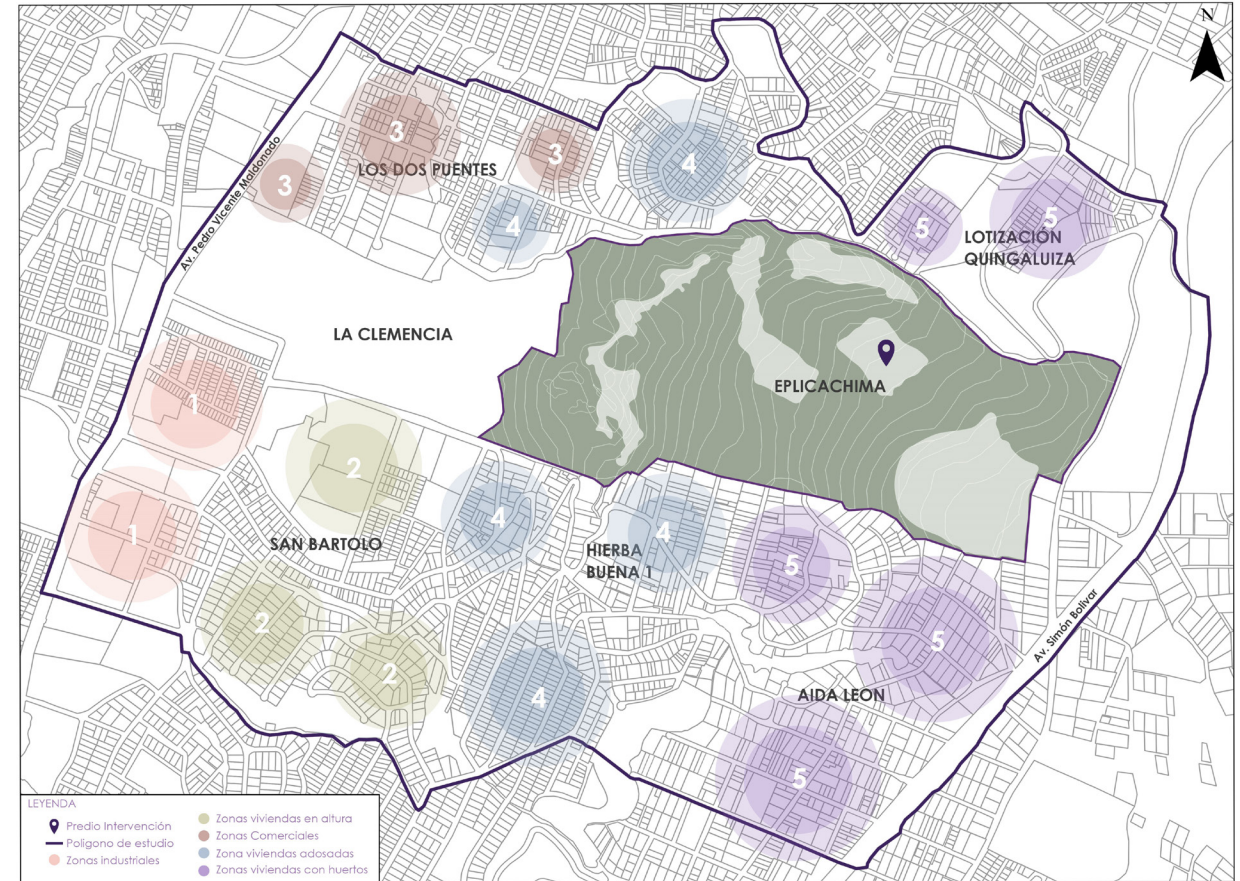 N
Av. Pedro Vicente Maldonado
3
LOS DOS PUENTES
3
3
4
4
5
5
LOTIZACIÓN
QUINGALUIZA
LA CLEMENCIA
EPLICACHIMA
1
2
1
SAN BARTOLO
4
HIERBA
BUENA 1
4
5
2
2
4
5
AIDA LEON
5
Av. Simón Bolívar
LEYENDA
Predio Intervención
Poligono de estudio
Zonas industriales
Zonas viviendas en altura
Zonas Comerciales
Zona viviendas adosadas
Zonas viviendas con huertos